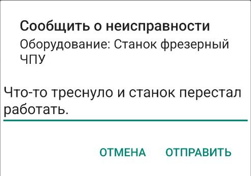 Сообщить о неисправности
Оборудование: Станок фрезерный
ЧПУ
Что-то треснуло и станок перестал
работать.
ОТМЕНА ОТПРАВИТЬ